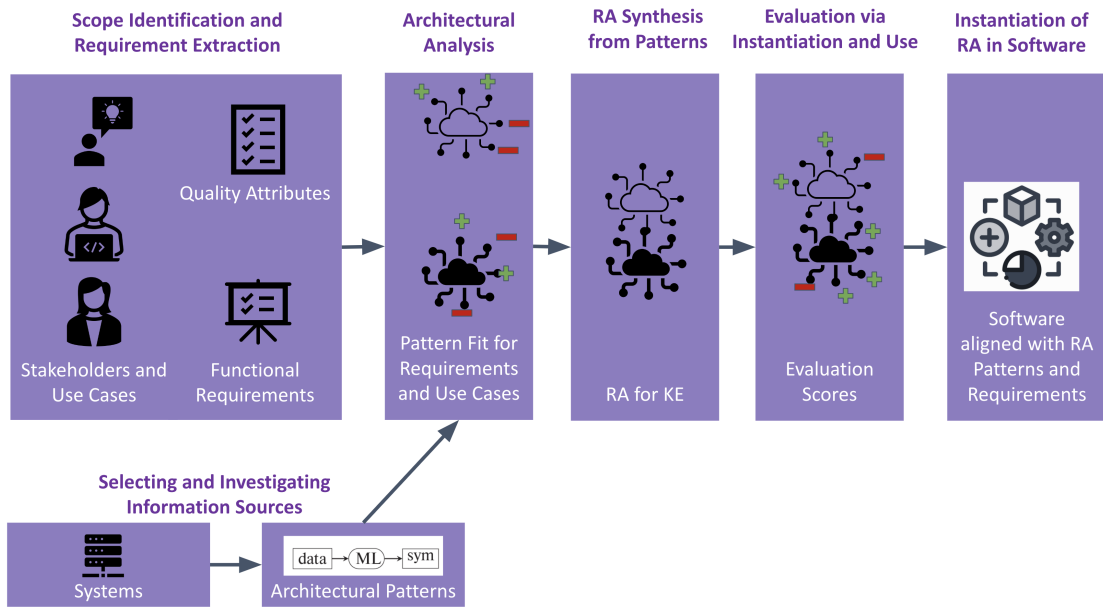 Scope Identification and
Requirement Extraction
Architectural
Analysis
RA Synthesis
from Patterns
Evaluation via
Instantiation and Use
Instantiation of
RA in Software
Quality Attributes
</>
Stakeholders and
Use Cases
Functional
Requirements
Pattern Fit for
Requirements
and Use Cases
RA for KE
Evaluation
Scores
Software
aligned with RA
Patterns and
Requirements
Selecting and Investigating
Information Sources
Systems
data ML sym
Architectural Patterns